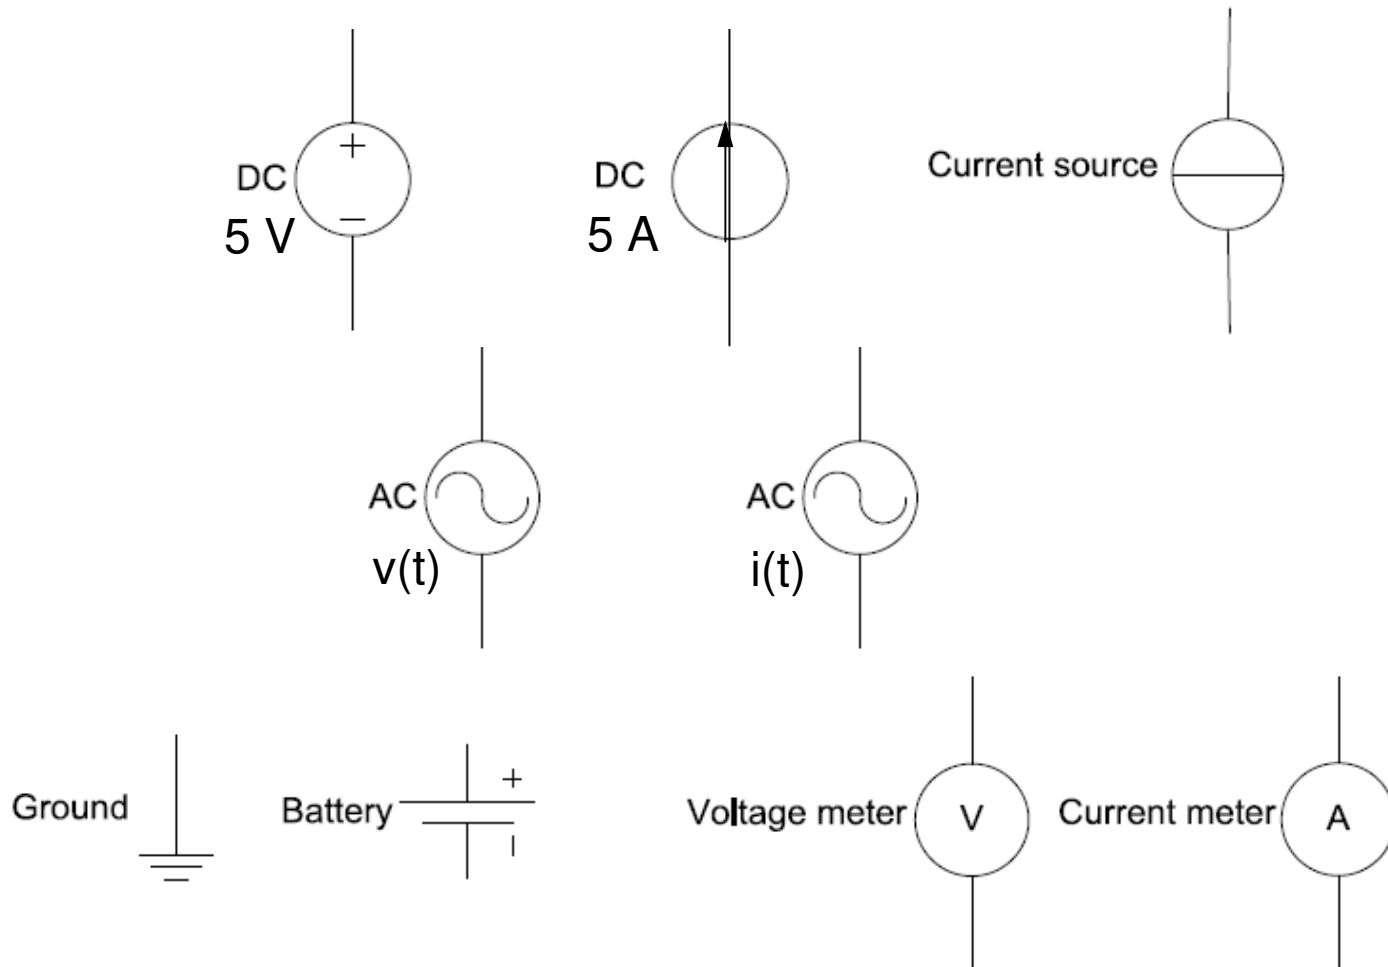 DC
5 V
+
−
DC
5 A
Current source
AC
v(t)
AC
i(t)
Ground
Battery
+
−
Voltage meter
V
Current meter
A